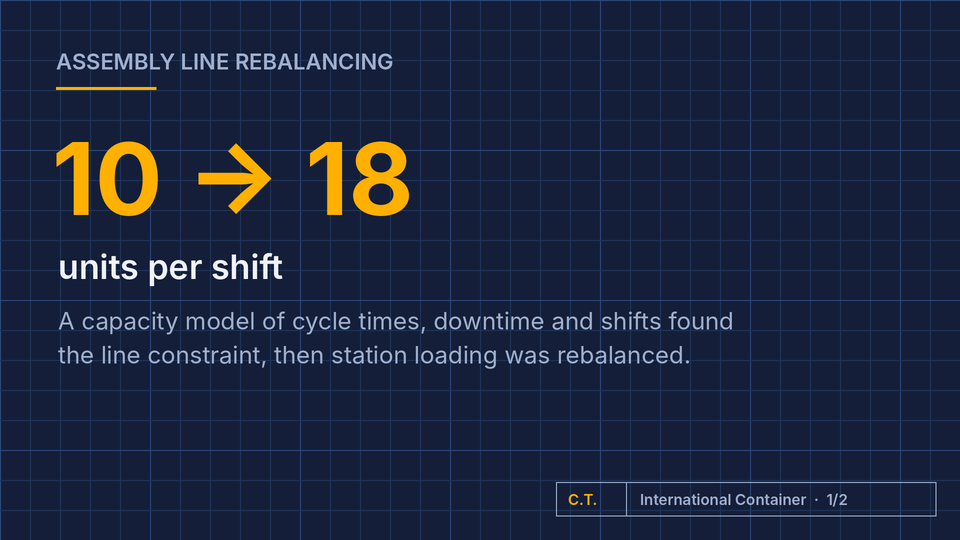 ASSEMBLY LINE REBALANCING
10 → 18
units per shift
A capacity model of cycle times, downtime and shifts found
the line constraint, then station loading was rebalanced.
C.T. International Container · 1/2